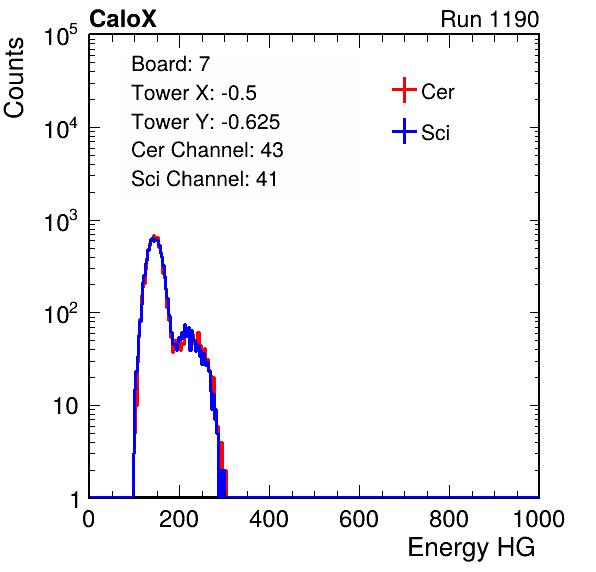 CaloX Run 1190
Counts
10^5
10^4
10^3
10^2
10
1
Board: 7
Tower X: -0.5
Tower Y: -0.625
Cer Channel: 43
Sci Channel: 41
Cer
Sci
0 200 400 600 800 1000
Energy HG